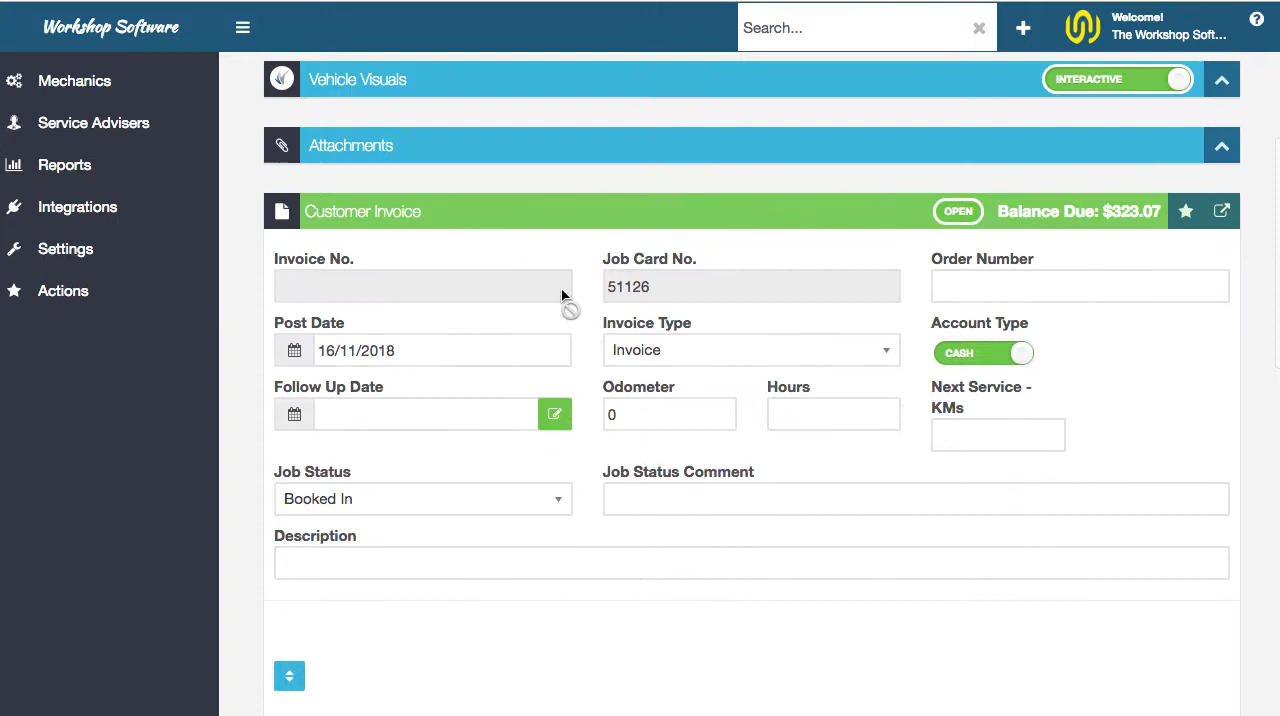 Workshop Software
Search...
Welcome!
The Workshop Soft...
Mechanics
Service Advisers
Reports
Integrations
Settings
Actions
Vehicle Visuals
INTERACTIVE
Attachments
Customer Invoice
OPEN
Balance Due: $323.07
Invoice No.
Job Card No.
Order Number
51126
Post Date
Invoice Type
Account Type
16/11/2018
Invoice
CASH
Follow Up Date
Odometer
Hours
Next Service -
KMs
0
Job Status
Job Status Comment
Booked In
Description